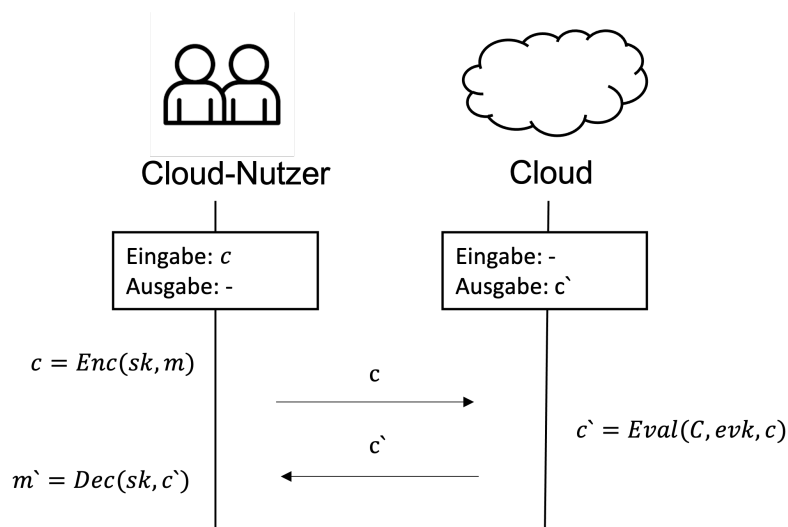 Cloud-Nutzer
Cloud
Eingabe: c
Ausgabe: -
Eingabe: -
Ausgabe: c`
c = Enc(sk, m)
c
c` = Eval(C, evk, c)
c`
m` = Dec(sk, c`)